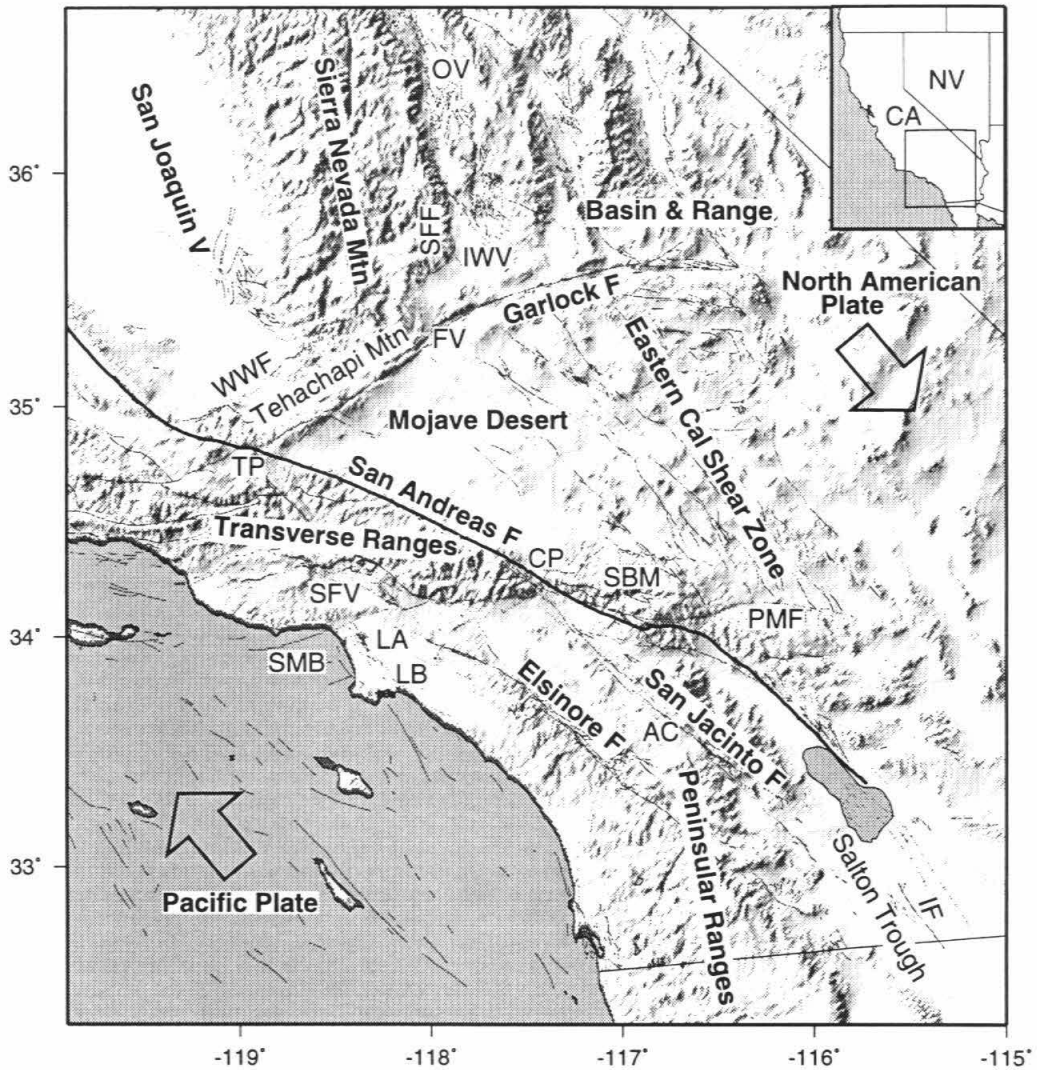 OV
NV
CA
San Joaquin V
Sierra Nevada Mtn
36°
SFF
Basin & Range
IWV
North American
Plate
Garlock F
FV
Eastern Cal Shear Zone
WWF
Tehachapi Mtn
35°
Mojave Desert
TP
San Andreas F
Transverse Ranges
CP
SBM
SFV
PMF
34°
LA
SMB
LB
Elsinore F
San Jacinto F
AC
Peninsular Ranges
33°
Pacific Plate
Salton Trough
IF
-119°
-118°
-117°
-116°
-115°